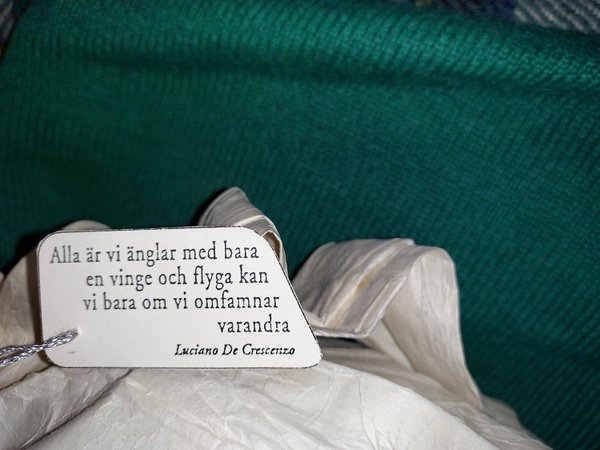 Alla är vi änglar med bara
en vinge och flyga kan
vi bara om vi omfamnar
varandra
Luciano De Crescenzo